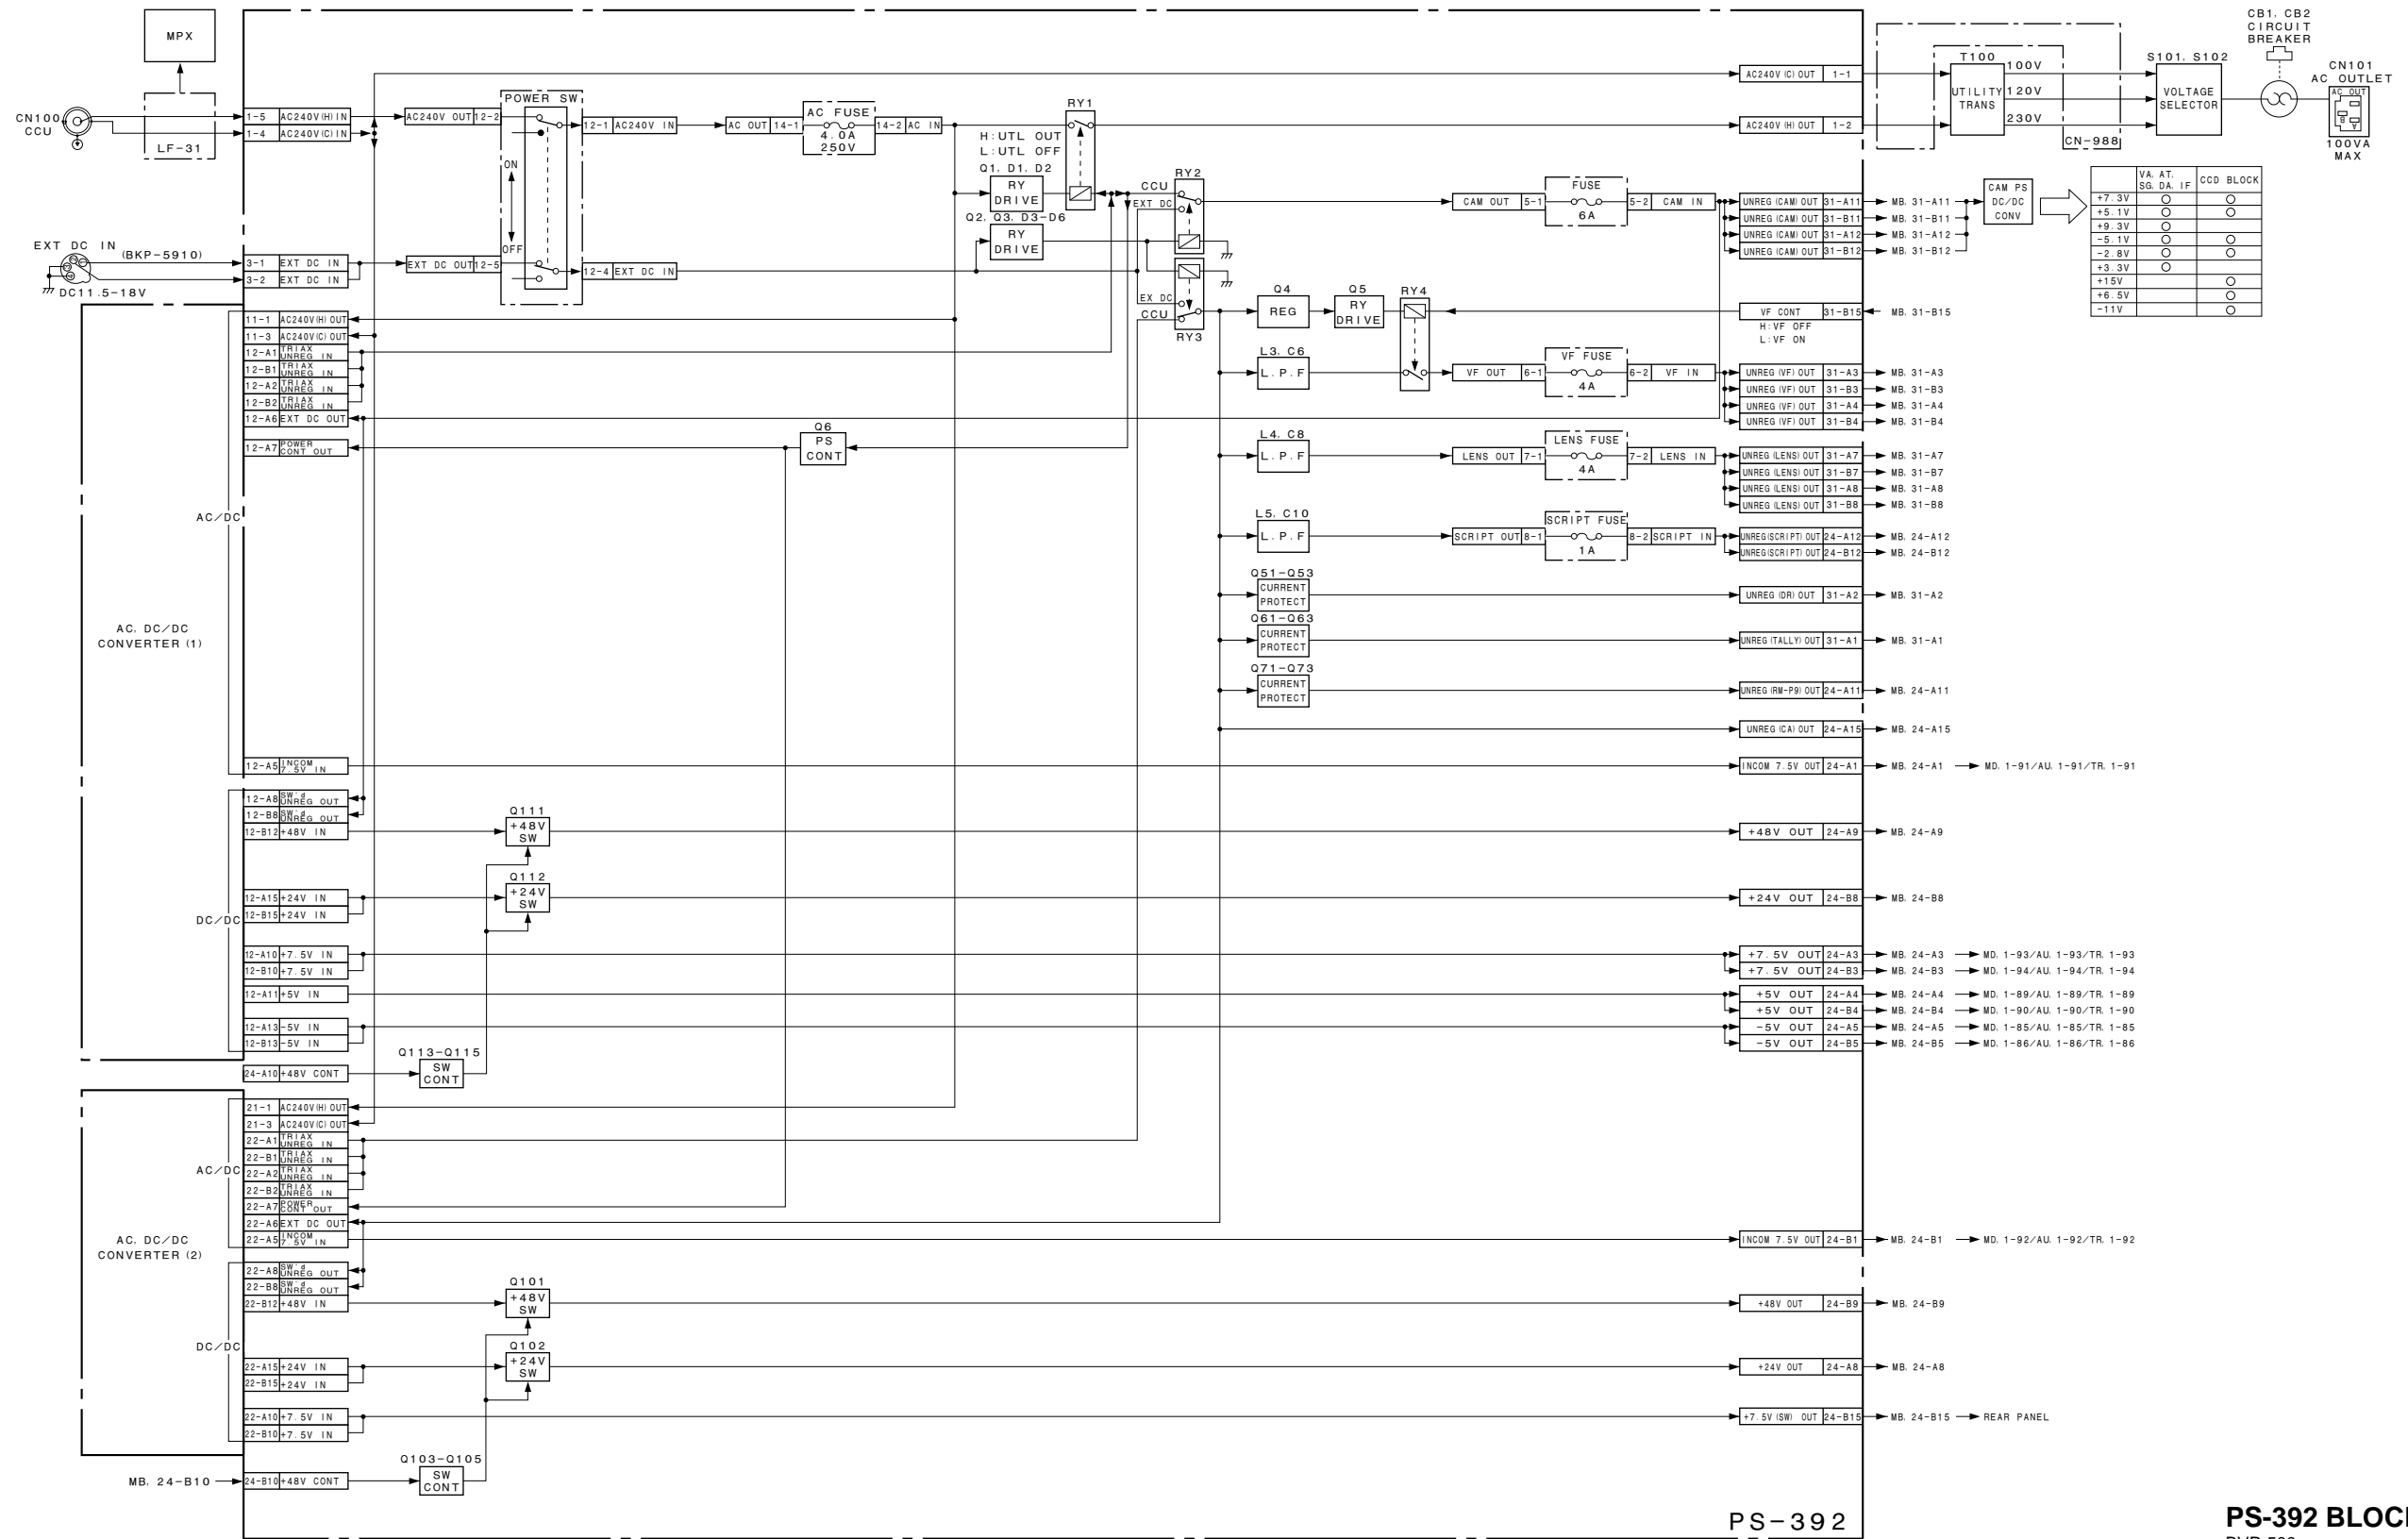 MPX
CN100
CCU
LF-31
1-5 AC240V(H)IN
1-4 AC240V(C)IN
AC240V OUT 12-2
POWER SW
ON
OFF
12-1 AC240V IN
AC OUT 14-1
AC FUSE
4.0A
250V
14-2 AC IN
RY1
H:UTL OUT
L:UTL OFF
Q1, D1, D2
RY
DRIVE
Q2, Q3, D3-D6
RY
DRIVE
RY2
CCU
EXT DC
EX DC
CCU
RY3
EXT DC IN
(BKP-5910)
DC11.5-18V
3-1 EXT DC IN
3-2 EXT DC IN
EXT DC OUT 12-5
12-4 EXT DC IN
AC240V(C)OUT 1-1
AC240V(H)OUT 1-2
T100
UTILITY
TRANS
100V
120V
230V
CN-988
S101, S102
VOLTAGE
SELECTOR
CB1, CB2
CIRCUIT
BREAKER
CN101
AC OUTLET
AC OUT
100VA
MAX
CAM OUT 5-1
FUSE
6A
5-2 CAM IN
UNREG(CAM)OUT 31-A11 MB, 31-A11
UNREG(CAM)OUT 31-B11 MB, 31-B11
UNREG(CAM)OUT 31-A12 MB, 31-A12
UNREG(CAM)OUT 31-B12 MB, 31-B12
CAM PS
DC/DC
CONV
VA, AT, SG, DA, IF
CCD BLOCK
+7.3V ○ ○
+5.1V ○ ○
+9.3V ○
-5.1V ○ ○
-2.8V ○ ○
+3.3V ○
+15V ○
+6.5V ○
-11V ○
Q4
REG
Q5
RY
DRIVE
RY4
VF CONT 31-B15 MB, 31-B15
H:VF OFF
L:VF ON
L3, C6
L.P.F
VF OUT 6-1
VF FUSE
4A
6-2 VF IN
UNREG(VF)OUT 31-A3 MB, 31-A3
UNREG(VF)OUT 31-B3 MB, 31-B3
UNREG(VF)OUT 31-A4 MB, 31-A4
UNREG(VF)OUT 31-B4 MB, 31-B4
L4, C8
L.P.F
LENS OUT 7-1
LENS FUSE
4A
7-2 LENS IN
UNREG(LENS)OUT 31-A7 MB, 31-A7
UNREG(LENS)OUT 31-B7 MB, 31-B7
UNREG(LENS)OUT 31-A8 MB, 31-A8
UNREG(LENS)OUT 31-B8 MB, 31-B8
L5, C10
L.P.F
SCRIPT OUT 8-1
SCRIPT FUSE
1A
8-2 SCRIPT IN
UNREG(SCRIPT)OUT 24-A12 MB, 24-A12
UNREG(SCRIPT)OUT 24-B12 MB, 24-B12
Q51-Q53
CURRENT
PROTECT
UNREG(DR)OUT 31-A2 MB, 31-A2
Q61-Q63
CURRENT
PROTECT
UNREG(TALLY)OUT 31-A1 MB, 31-A1
Q71-Q73
CURRENT
PROTECT
UNREG(RM-P9)OUT 24-A11 MB, 24-A11
UNREG(CA)OUT 24-A15 MB, 24-A15
AC, DC/DC
CONVERTER(1)
AC/DC
11-1 AC240V(H)OUT
11-3 AC240V(C)OUT
12-A1 TRIAX UNREG IN
12-B1 TRIAX UNREG IN
12-A2 TRIAX UNREG IN
12-B2 TRIAX UNREG IN
12-A6 EXT DC OUT
12-A7 POWER CONT OUT
Q6
PS
CONT
12-A5 INCOM 7.5V IN
INCOM 7.5V OUT 24-A1 MB, 24-A1 MD, 1-91/AU, 1-91/TR, 1-91
DC/DC
12-A8 SW'd UNREG OUT
12-B8 SW'd UNREG OUT
12-B12 +48V IN
Q111
+48V
SW
+48V OUT 24-A9 MB, 24-A9
12-A15 +24V IN
12-B15 +24V IN
Q112
+24V
SW
+24V OUT 24-B8 MB, 24-B8
12-A10 +7.5V IN
12-B10 +7.5V IN
+7.5V OUT 24-A3 MB, 24-A3 MD, 1-93/AU, 1-93/TR, 1-93
+7.5V OUT 24-B3 MB, 24-B3 MD, 1-94/AU, 1-94/TR, 1-94
12-A11 +5V IN
+5V OUT 24-A4 MB, 24-A4 MD, 1-89/AU, 1-89/TR, 1-89
+5V OUT 24-B4 MB, 24-B4 MD, 1-90/AU, 1-90/TR, 1-90
12-A13 -5V IN
12-B13 -5V IN
-5V OUT 24-A5 MB, 24-A5 MD, 1-85/AU, 1-85/TR, 1-85
-5V OUT 24-B5 MB, 24-B5 MD, 1-86/AU, 1-86/TR, 1-86
24-A10 +48V CONT
Q113-Q115
SW
CONT
AC, DC/DC
CONVERTER(2)
AC/DC
21-1 AC240V(H)OUT
21-3 AC240V(C)OUT
22-A1 TRIAX UNREG IN
22-B1 TRIAX UNREG IN
22-A2 TRIAX UNREG IN
22-B2 TRIAX UNREG IN
22-A7 POWER CONT OUT
22-A6 EXT DC OUT
22-A5 INCOM 7.5V IN
INCOM 7.5V OUT 24-B1 MB, 24-B1 MD, 1-92/AU, 1-92/TR, 1-92
DC/DC
22-A8 SW'd UNREG OUT
22-B8 SW'd UNREG OUT
22-B12 +48V IN
Q101
+48V
SW
+48V OUT 24-B9 MB, 24-B9
22-A15 +24V IN
22-B15 +24V IN
Q102
+24V
SW
+24V OUT 24-A8 MB, 24-A8
22-A10 +7.5V IN
22-B10 +7.5V IN
+7.5V(SW) OUT 24-B15 MB, 24-B15 REAR PANEL
MB, 24-B10 24-B10 +48V CONT
Q103-Q105
SW
CONT
PS-392
PS-392 BLOC